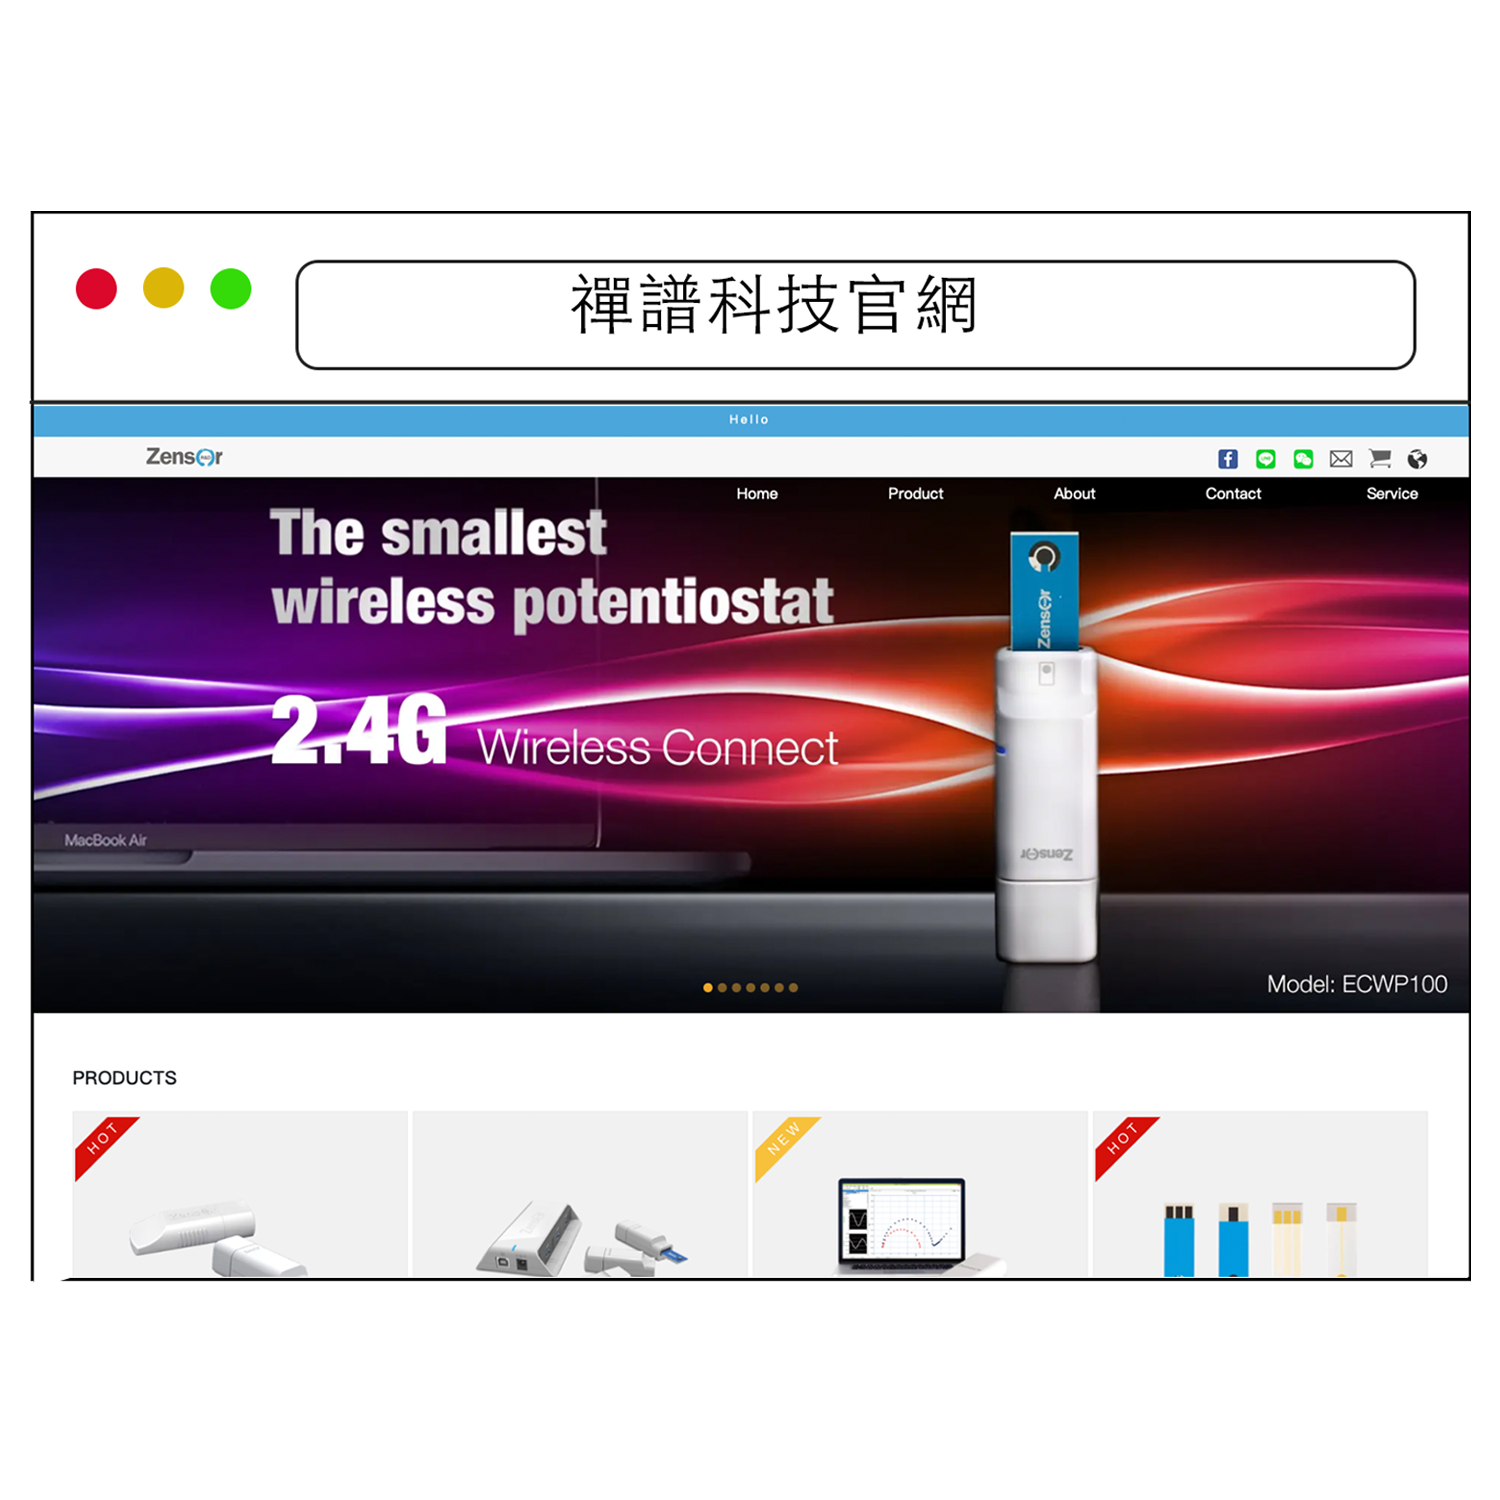 禪譜科技官網
Hello
Zensor
Home Product About Contact Service
The smallest
wireless potentiostat
2.4G Wireless Connect
Zensor
MacBook Air
Zensor
Model: ECWP100
PRODUCTS
HOT
NEW
HOT